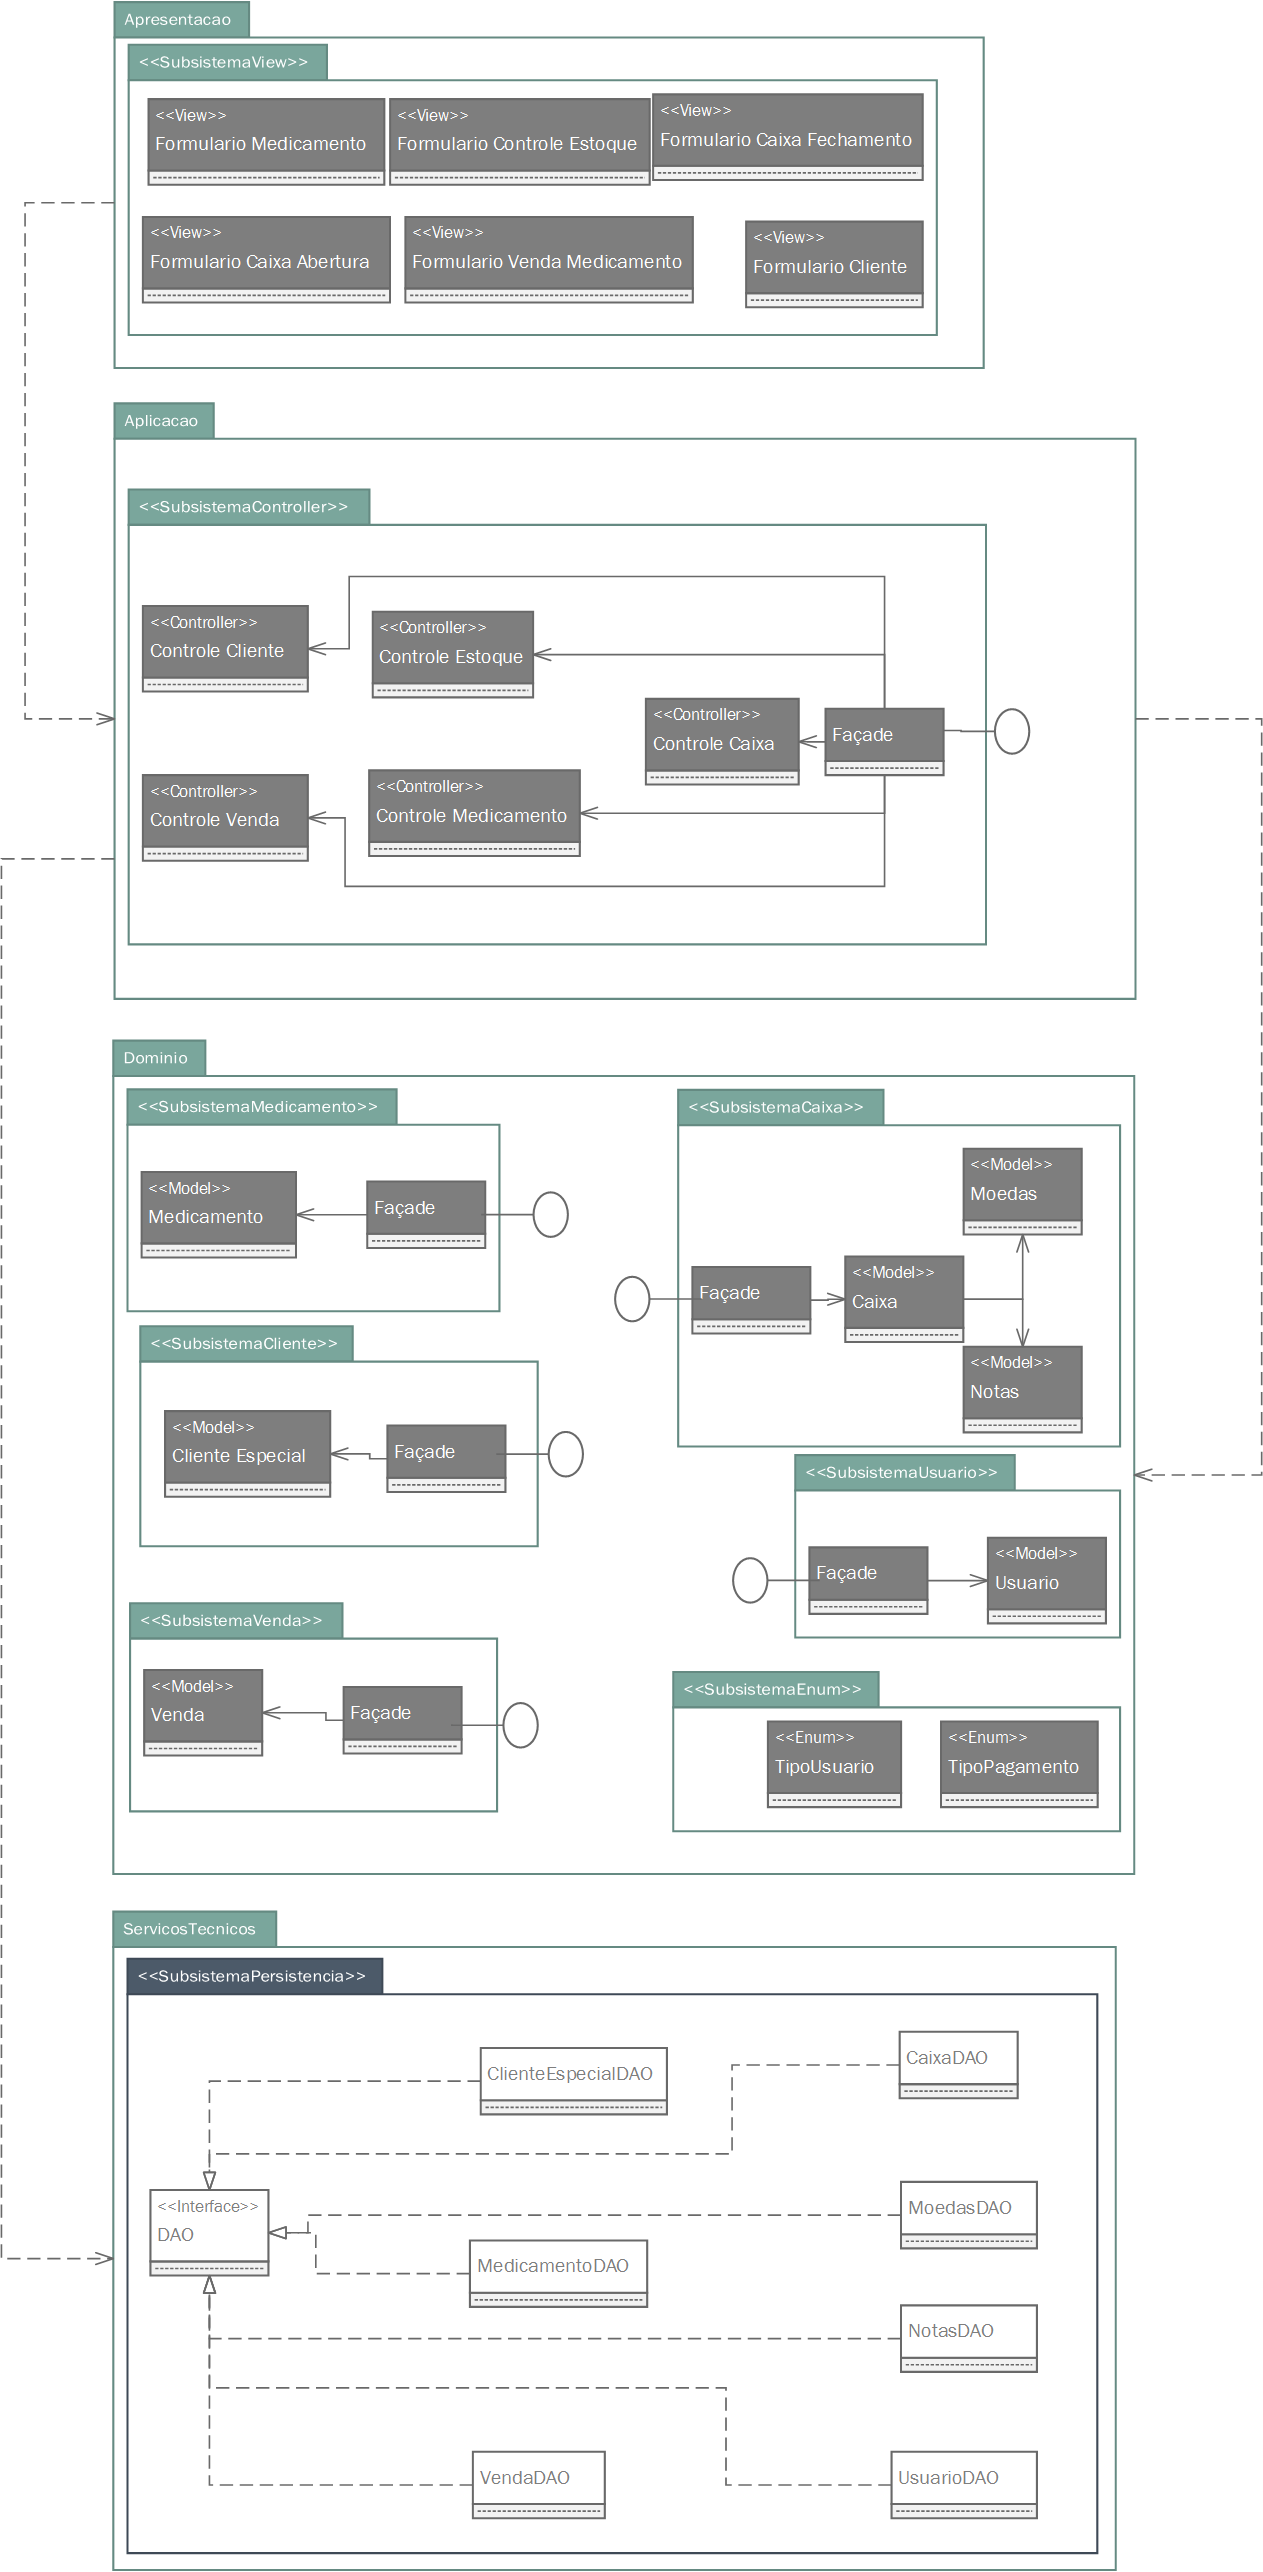 Apresentacao
<<SubsistemaView>>
<<View>>
Formulario Medicamento
<<View>>
Formulario Controle Estoque
<<View>>
Formulario Caixa Fechamento
<<View>>
Formulario Caixa Abertura
<<View>>
Formulario Venda Medicamento
<<View>>
Formulario Cliente
Aplicacao
<<SubsistemaController>>
<<Controller>>
Controle Cliente
<<Controller>>
Controle Estoque
<<Controller>>
Controle Caixa
Façade
<<Controller>>
Controle Venda
<<Controller>>
Controle Medicamento
Dominio
<<SubsistemaMedicamento>>
<<Model>>
Medicamento
Façade
<<SubsistemaCaixa>>
<<Model>>
Moedas
Façade
<<Model>>
Caixa
<<Model>>
Notas
<<SubsistemaCliente>>
<<Model>>
Cliente Especial
Façade
<<SubsistemaUsuario>>
Façade
<<Model>>
Usuario
<<SubsistemaVenda>>
<<Model>>
Venda
Façade
<<SubsistemaEnum>>
<<Enum>>
TipoUsuario
<<Enum>>
TipoPagamento
ServicosTecnicos
<<SubsistemaPersistencia>>
ClienteEspecialDAO
CaixaDAO
<<Interface>>
DAO
MoedasDAO
MedicamentoDAO
NotasDAO
VendaDAO
UsuarioDAO